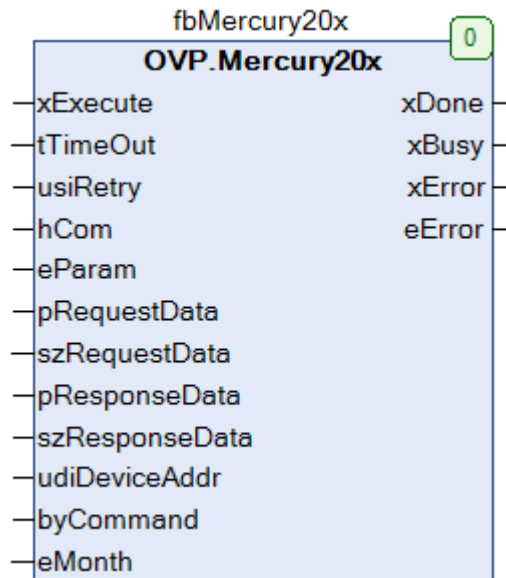 fbMercury20x
0
OVP.Mercury20x
xExecute xDone
tTimeOut xBusy
usiRetry xError
hCom eError
eParam
pRequestData
szRequestData
pResponseData
szResponseData
udiDeviceAddr
byCommand
eMonth